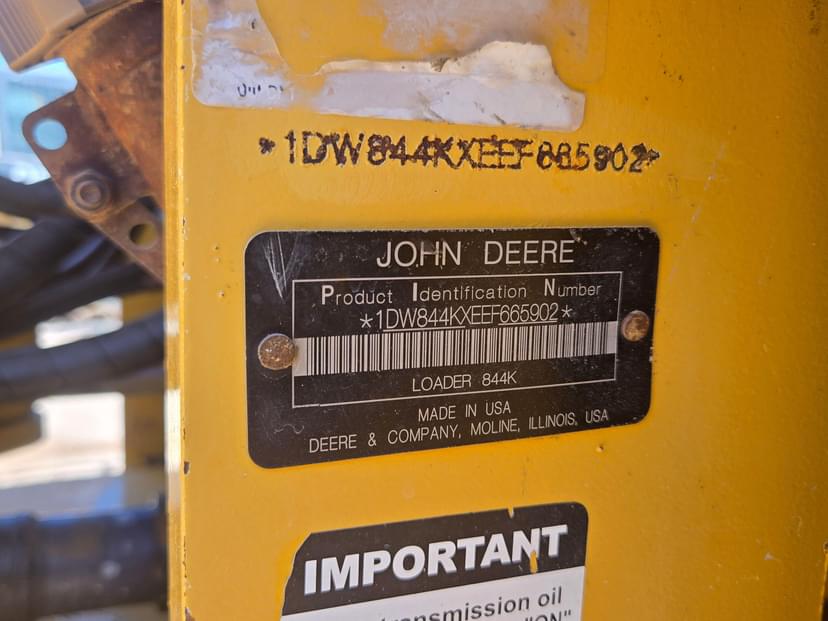 *1DW844KXEEF665902*
JOHN DEERE
Product Identification Number
*1DW844KXEEF665902*
LOADER 844K
MADE IN USA
DEERE & COMPANY, MOLINE, ILLINOIS, USA
IMPORTANT
transmission oil
"ON"